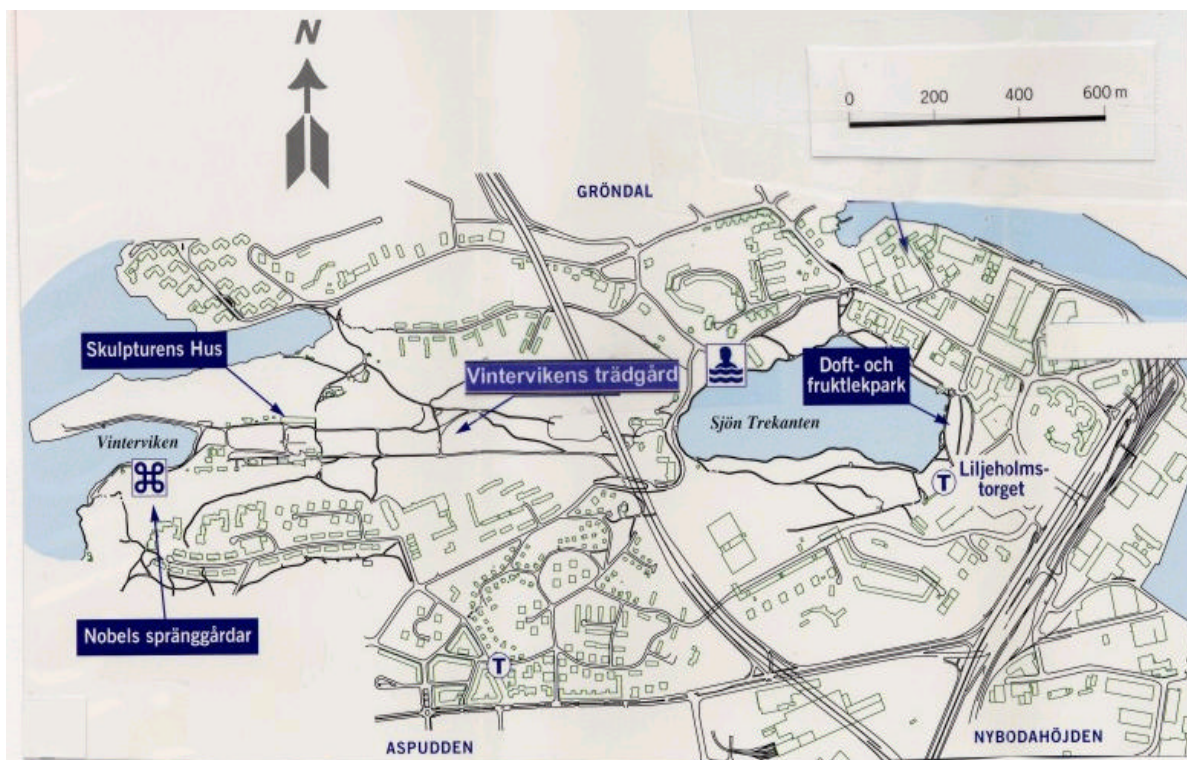 N
0 200 400 600 m
GRÖNDAL
Skulpturens Hus
Vintervikens trädgård
Doft- och
fruktlekpark
Sjön Trekanten
Vinterviken
T
Liljeholms-
torget
Nobels spränggårdar
T
ASPUDDEN
NYBODAHÖJDEN